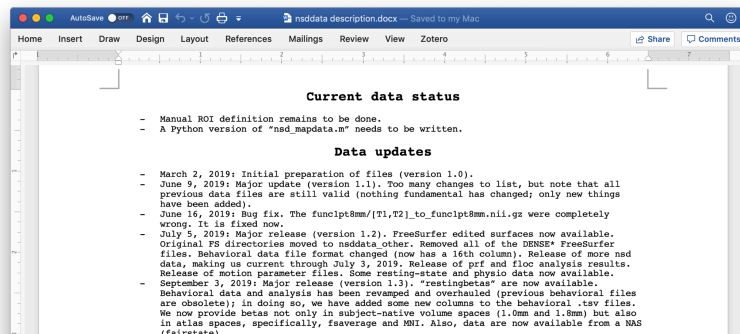 AutoSave OFF nsddata description.docx — Saved to my Mac
Home Insert Draw Design Layout References Mailings Review View Zotero Share Comments
1 2 3 4 5 6 7
Current data status
- Manual ROI definition remains to be done.
- A Python version of “nsd_mapdata.m” needs to be written.
Data updates
- March 2, 2019: Initial preparation of files (version 1.0).
- June 9, 2019: Major update (version 1.1). Too many changes to list, but note that all
previous data files are still valid (nothing fundamental has changed; only new things
have been added).
- June 16, 2019: Bug fix. The func1pt8mm/[T1,T2]_to_func1pt8mm.nii.gz were completely
wrong. It is fixed now.
- July 5, 2019: Major release (version 1.2). FreeSurfer edited surfaces now available.
Original FS directories moved to nsddata_other. Removed all of the DENSE* FreeSurfer
files. Behavioral data file format changed (now has a 16th column). Release of more nsd
data, making us current through July 3, 2019. Release of prf and floc analysis results.
Release of motion parameter files. Some resting-state and physio data now available.
- September 3, 2019: Major release (version 1.3). “restingbetas” are now available.
Behavioral data and analysis has been revamped and overhauled (previous behavioral files
are obsolete); in doing so, we have added some new columns to the behavioral .tsv files.
We now provide betas not only in subject-native volume spaces (1.0mm and 1.8mm) but also
in atlas spaces, specifically, fsaverage and MNI. Also, data are now available from a NAS
(fairstate)